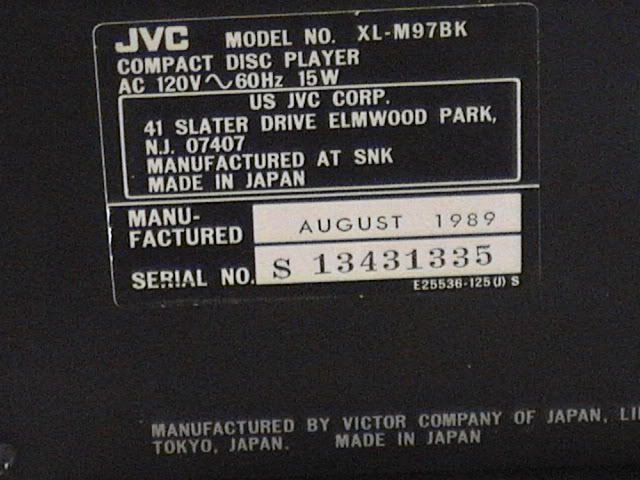 JVC MODEL NO. XL-M97BK
COMPACT DISC PLAYER
AC 120V ∿ 60Hz 15W
US JVC CORP.
41 SLATER DRIVE ELMWOOD PARK,
N.J. 07407
MANUFACTURED AT SNK
MADE IN JAPAN
MANU-
FACTURED AUGUST 1989
SERIAL NO. S 13431335
E25536-125(J) S
MANUFACTURED BY VICTOR COMPANY OF JAPAN,
TOKYO, JAPAN. MADE IN JAPAN